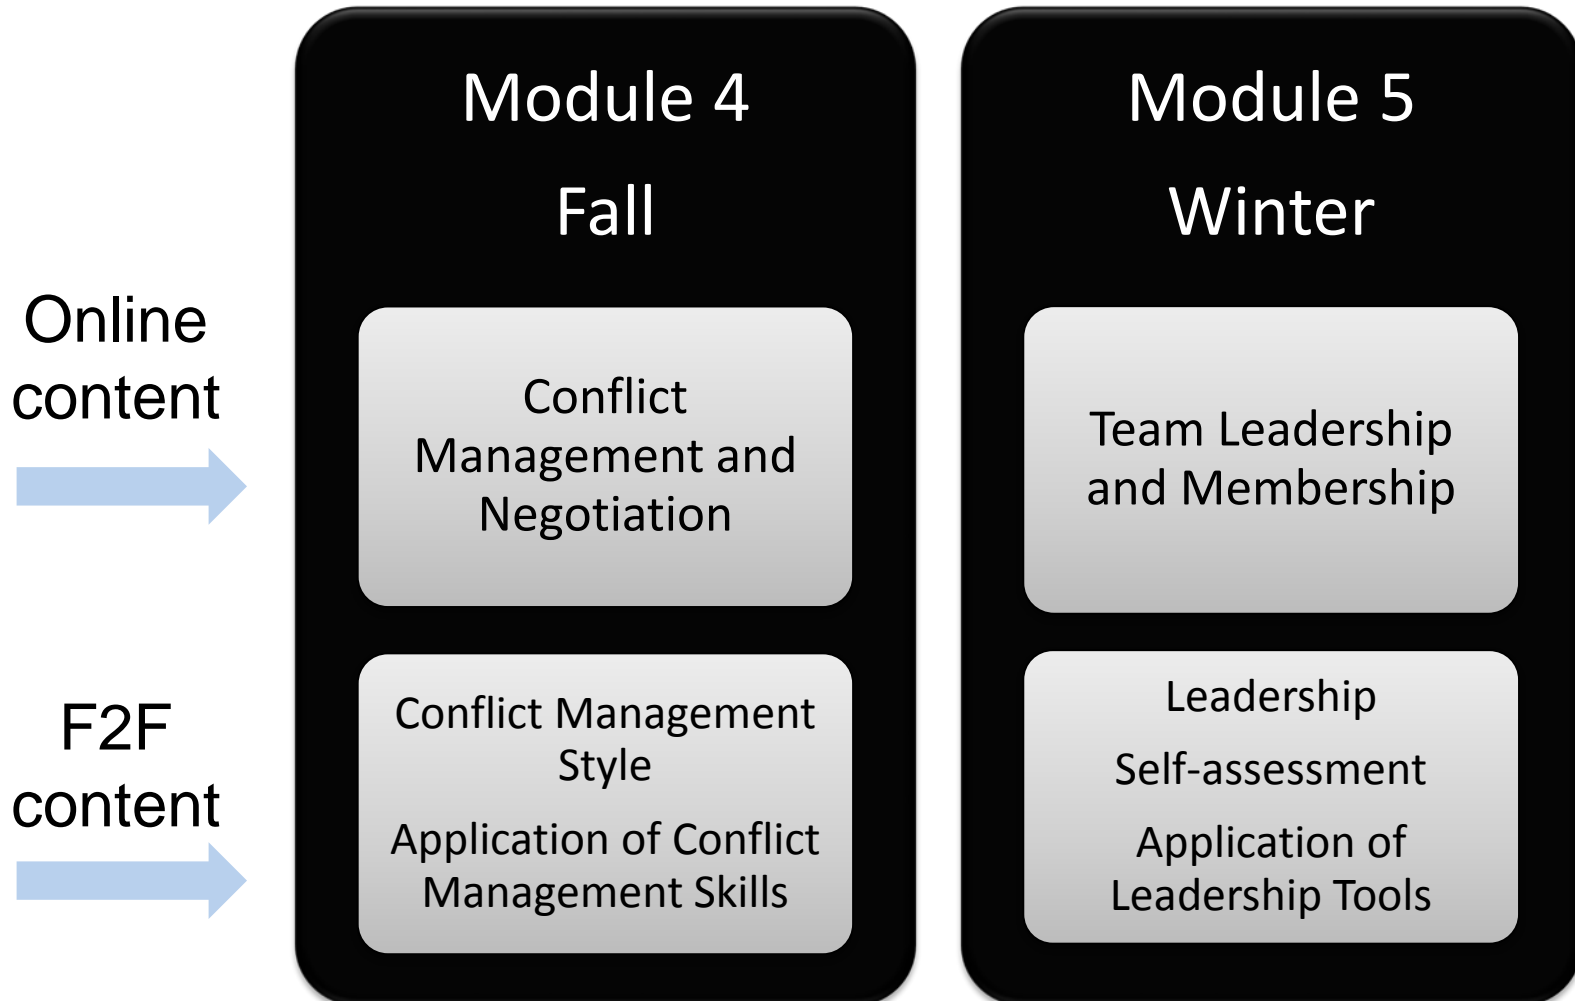 Module 4
Fall
Module 5
Winter
Online
content
Conflict
Management and
Negotiation
Team Leadership
and Membership
F2F
content
Conflict Management
Style
Application of Conflict
Management Skills
Leadership
Self-assessment
Application of
Leadership Tools